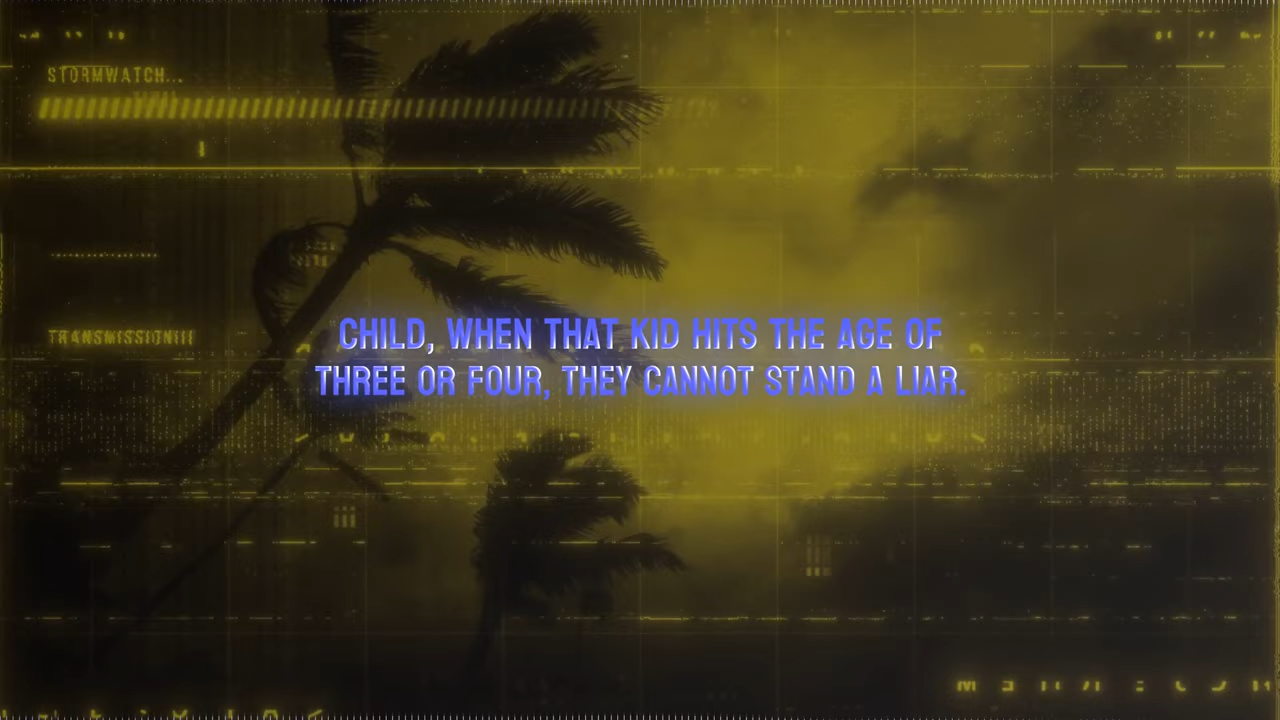 STORMWATCH...
TRANSMISSION!!!
CHILD, WHEN THAT KID HITS THE AGE OF
THREE OR FOUR, THEY CANNOT STAND A LIAR.